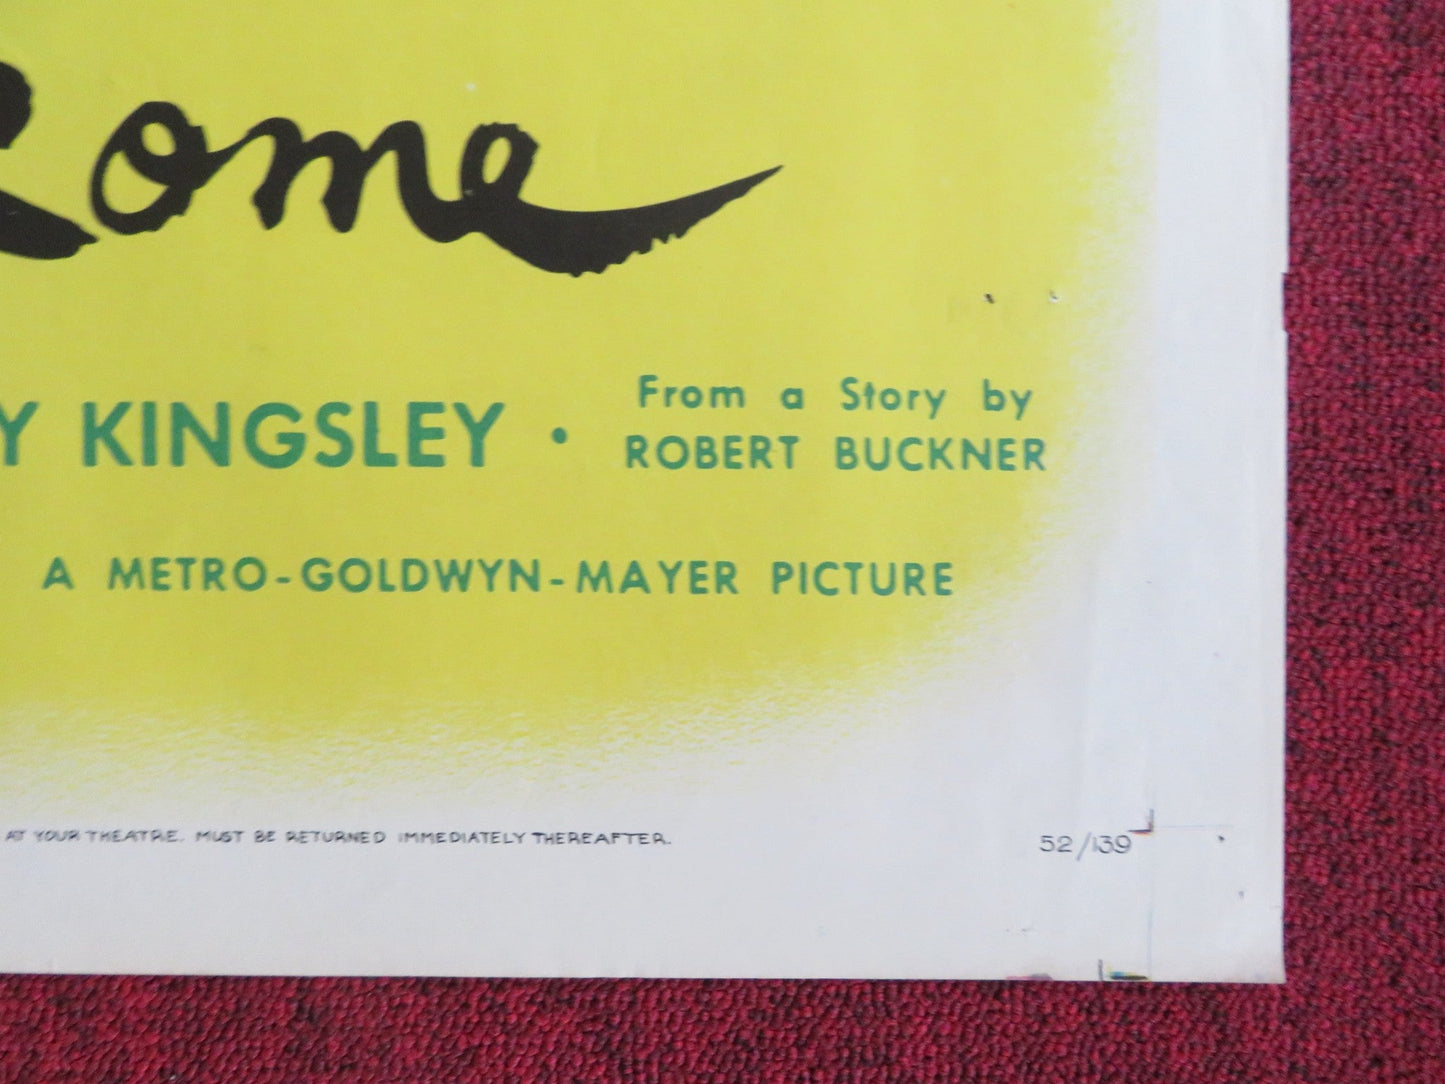 Rome
Y KINGSLEY • From a Story by
ROBERT BUCKNER
A METRO-GOLDWYN-MAYER PICTURE
AT YOUR THEATRE. MUST BE RETURNED IMMEDIATELY THEREAFTER.
52/139